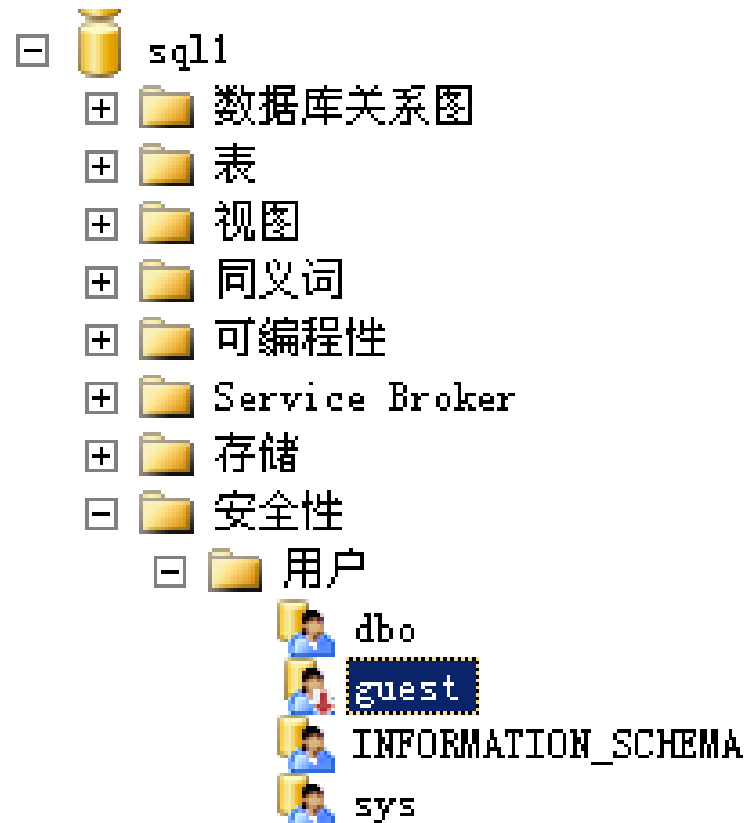 sql1
数据库关系图
表
视图
同义词
可编程性
Service Broker
存储
安全性
用户
dbo
guest
INFORMATION_SCHEMA
sys